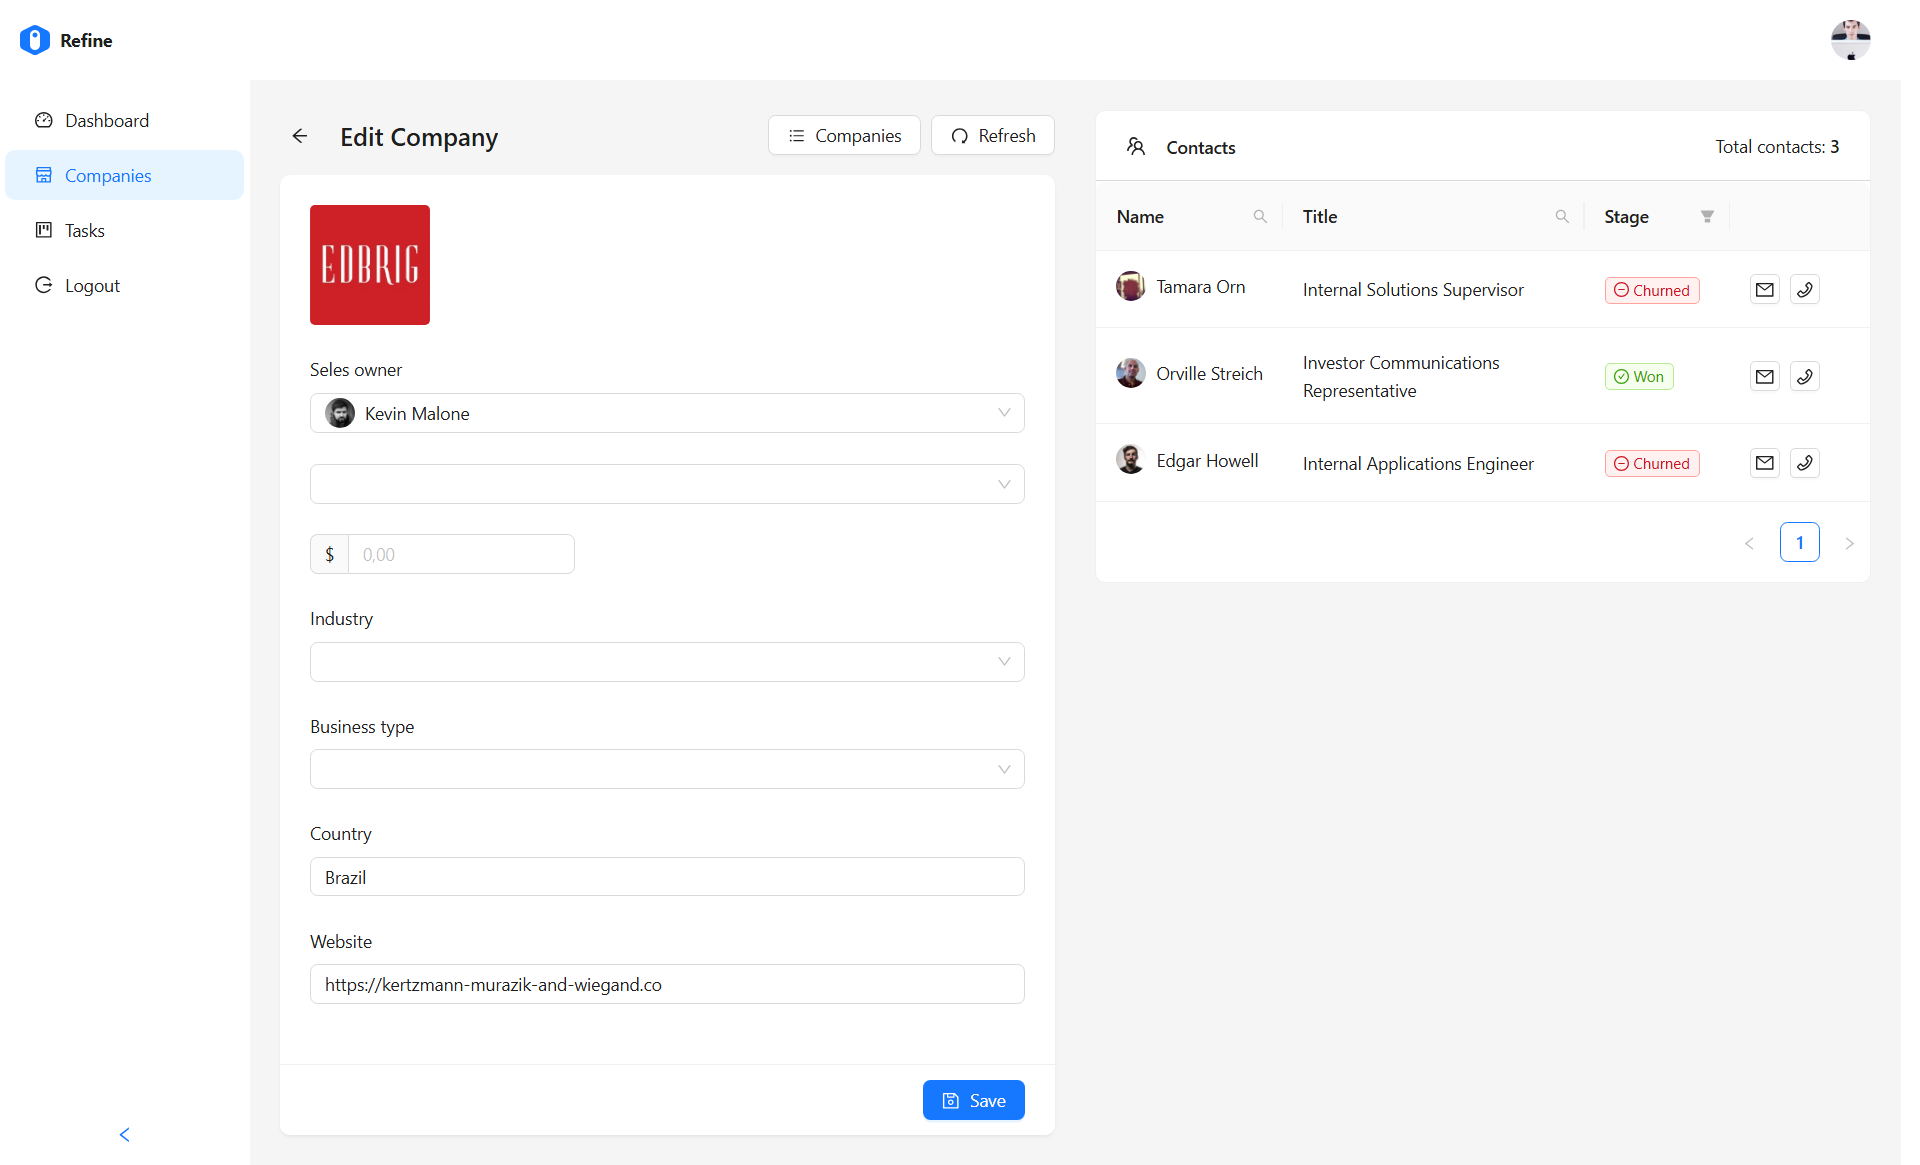 Refine
Dashboard
Companies
Tasks
Logout
Edit Company
Companies
Refresh
EDBRIG
Seles owner
Kevin Malone
$ 0,00
Industry
Business type
Country
Brazil
Website
https://kertzmann-murazik-and-wiegand.co
Save
Contacts
Total contacts: 3
Name Title Stage
Tamara Orn Internal Solutions Supervisor Churned
Orville Streich Investor Communications
Representative Won
Edgar Howell Internal Applications Engineer Churned
1